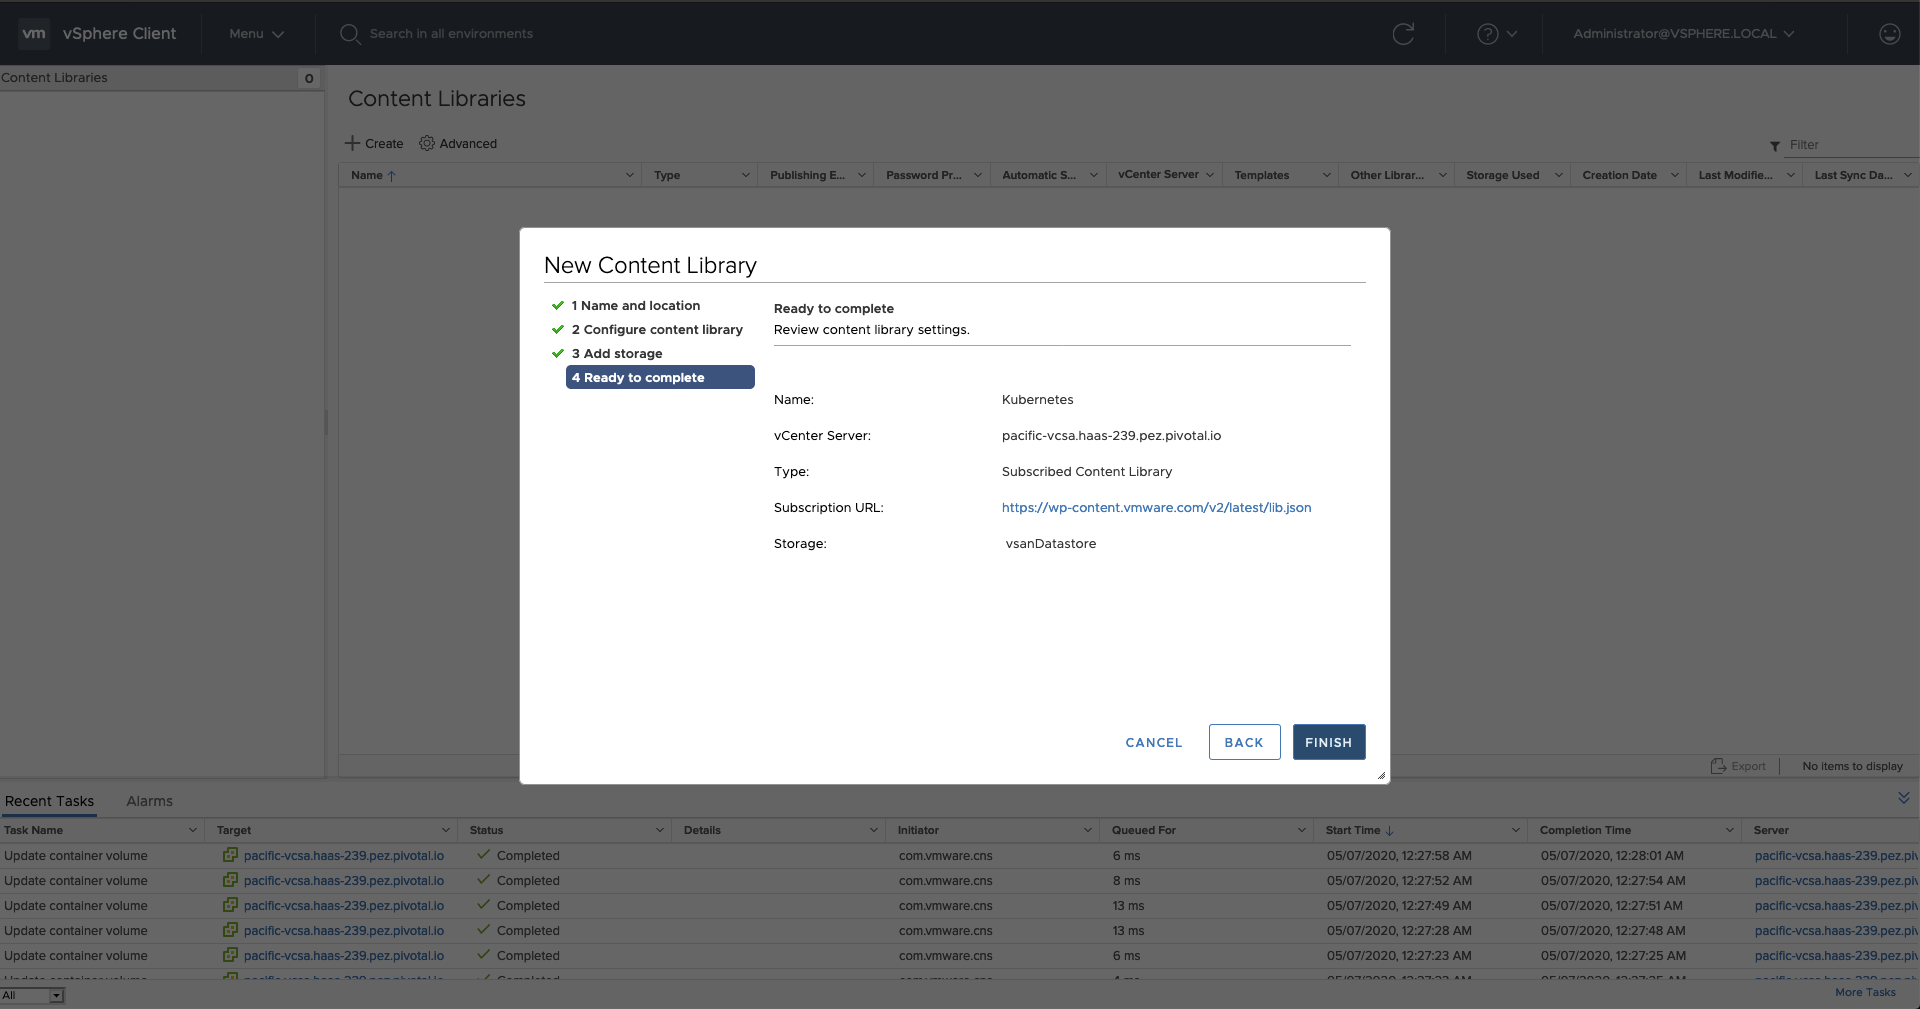 vm vSphere Client Menu Search in all environments Administrator@VSPHERE.LOCAL
Content Libraries 0
Content Libraries
Create Advanced Filter
Name Type Publishing E... Password Pr... Automatic S... vCenter Server Templates Other Librar... Storage Used Creation Date Last Modifie... Last Sync Da...
New Content Library
1 Name and location
2 Configure content library
3 Add storage
4 Ready to complete
Ready to complete
Review content library settings.
Name: Kubernetes
vCenter Server: pacific-vcsa.haas-239.pez.pivotal.io
Type: Subscribed Content Library
Subscription URL: https://wp-content.vmware.com/v2/latest/lib.json
Storage: vsanDatastore
CANCEL BACK FINISH
Export No items to display
Recent Tasks Alarms
Task Name Target Status Details Initiator Queued For Start Time Completion Time Server
Update container volume pacific-vcsa.haas-239.pez.pivotal.io Completed com.vmware.cns 6 ms 05/07/2020, 12:27:58 AM 05/07/2020, 12:28:01 AM pacific-vcsa.haas-239.pez.piv
Update container volume pacific-vcsa.haas-239.pez.pivotal.io Completed com.vmware.cns 8 ms 05/07/2020, 12:27:52 AM 05/07/2020, 12:27:54 AM pacific-vcsa.haas-239.pez.piv
Update container volume pacific-vcsa.haas-239.pez.pivotal.io Completed com.vmware.cns 13 ms 05/07/2020, 12:27:49 AM 05/07/2020, 12:27:51 AM pacific-vcsa.haas-239.pez.piv
Update container volume pacific-vcsa.haas-239.pez.pivotal.io Completed com.vmware.cns 13 ms 05/07/2020, 12:27:28 AM 05/07/2020, 12:27:48 AM pacific-vcsa.haas-239.pez.piv
Update container volume pacific-vcsa.haas-239.pez.pivotal.io Completed com.vmware.cns 6 ms 05/07/2020, 12:27:23 AM 05/07/2020, 12:27:25 AM pacific-vcsa.haas-239.pez.piv
All More Tasks